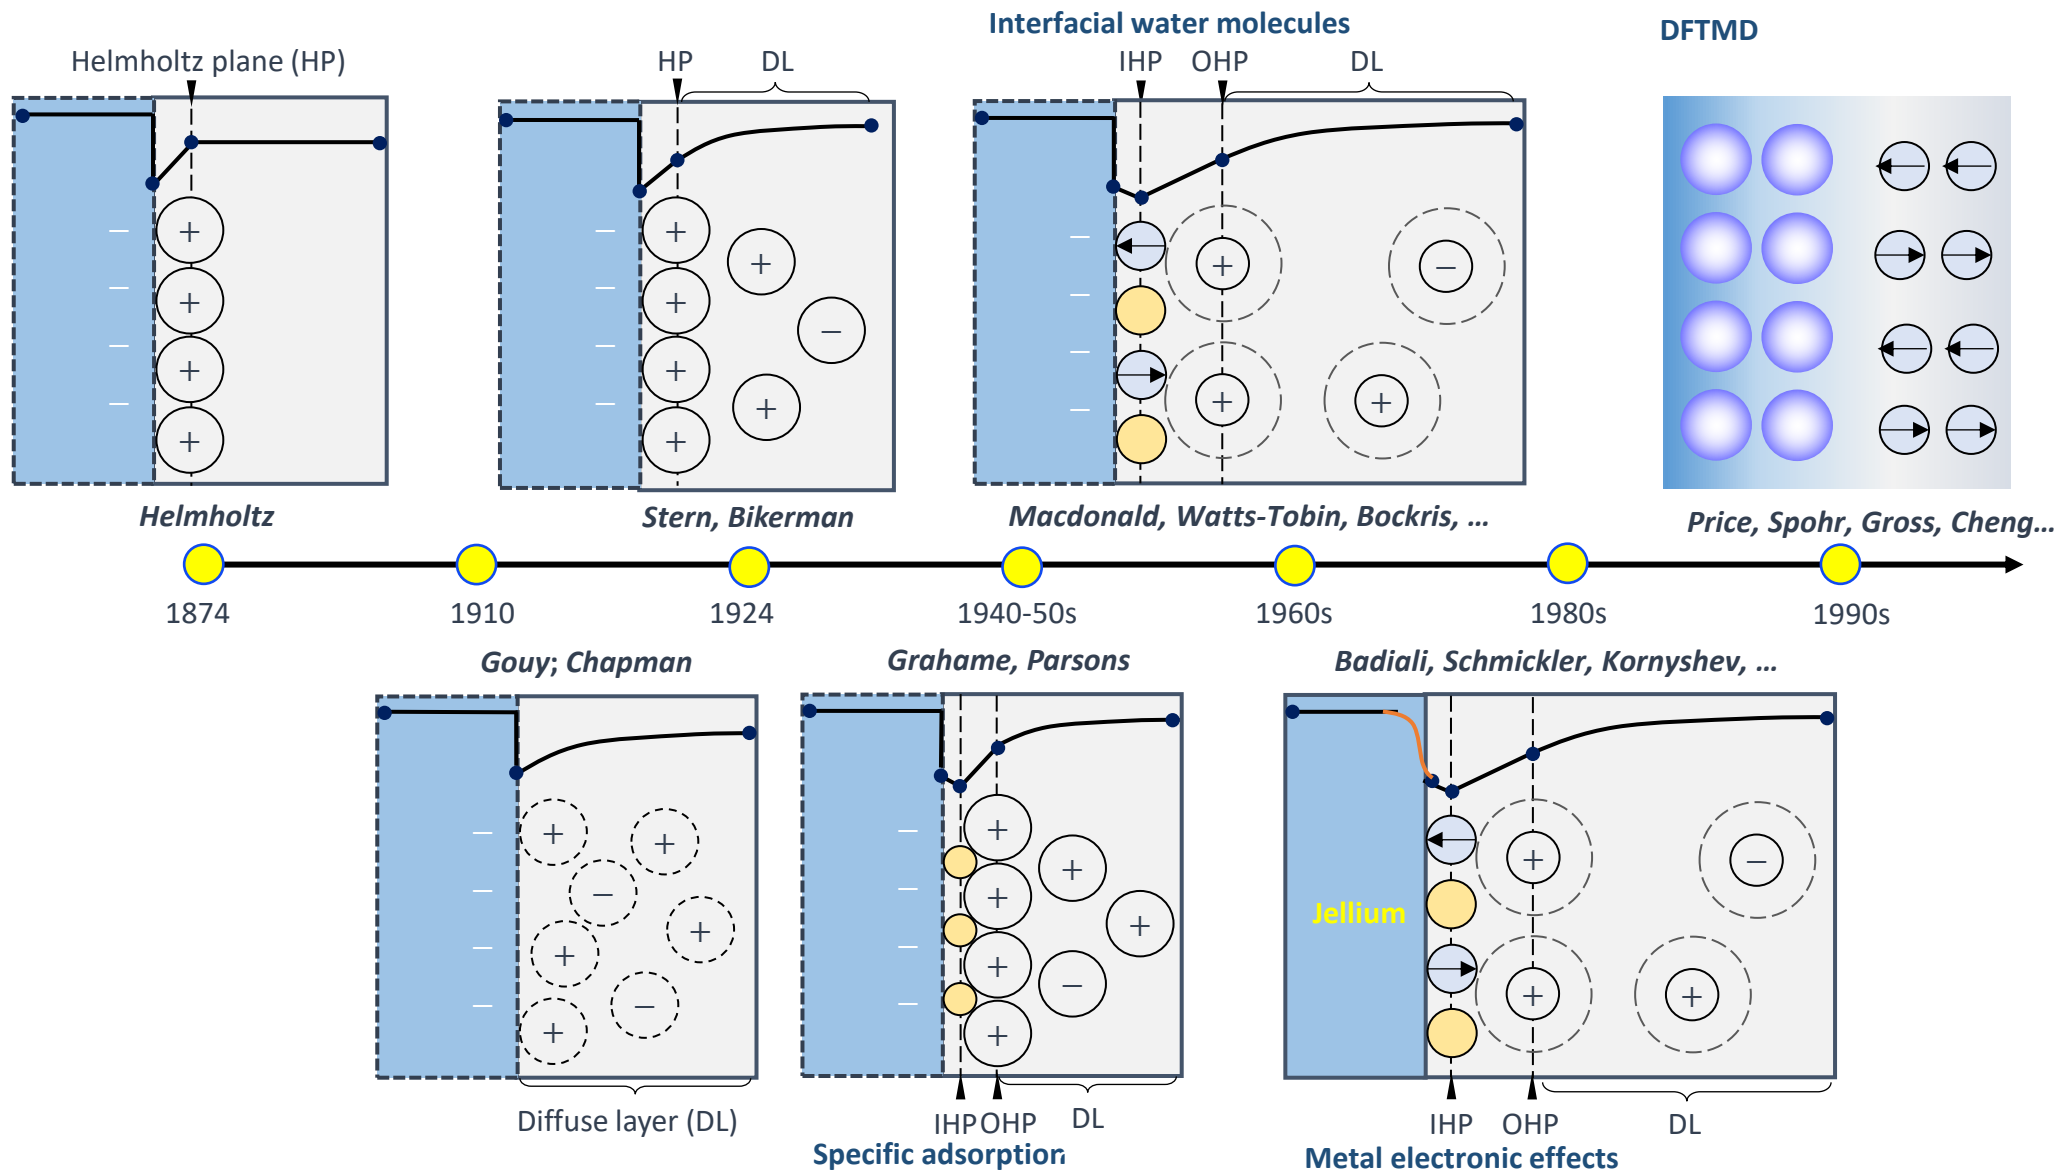 Interfacial water molecules
DFTMD
Helmholtz plane (HP)
HP
DL
IHP
OHP
DL
+
+
+
+
+
+
+
+
+
−
+
+
+
+
−
+
Helmholtz
Stern, Bikerman
Macdonald, Watts-Tobin, Bockris, ...
Price, Spohr, Gross, Cheng...
1874
1910
1924
1940-50s
1960s
1980s
1990s
Gouy; Chapman
Grahame, Parsons
Badiali, Schmickler, Kornyshev, ...
+
+
−
+
+
−
+
+
+
+
+
+
+
−
Jellium
+
−
+
+
Diffuse layer (DL)
IHP
OHP
DL
IHP
OHP
DL
Specific adsorption
Metal electronic effects